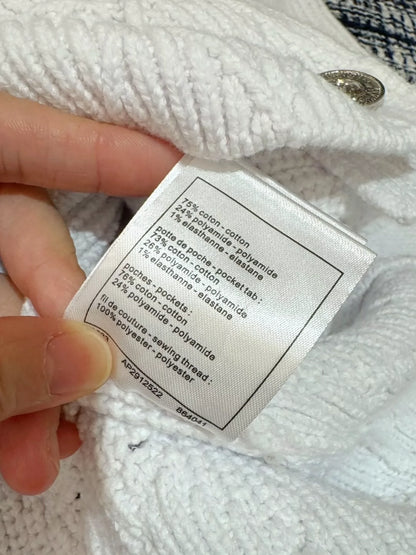 75% coton - cotton
24% polyamide - polyamide
1% elasthanne - elastane
patte de poche - pocket tab :
73% coton - cotton
26% polyamide - polyamide
1% elasthanne - elastane
poches - pockets :
76% coton - cotton
24% polyamide - polyamide
fil de couture - sewing thread :
100% polyester - polyester
AP2912522
B64041